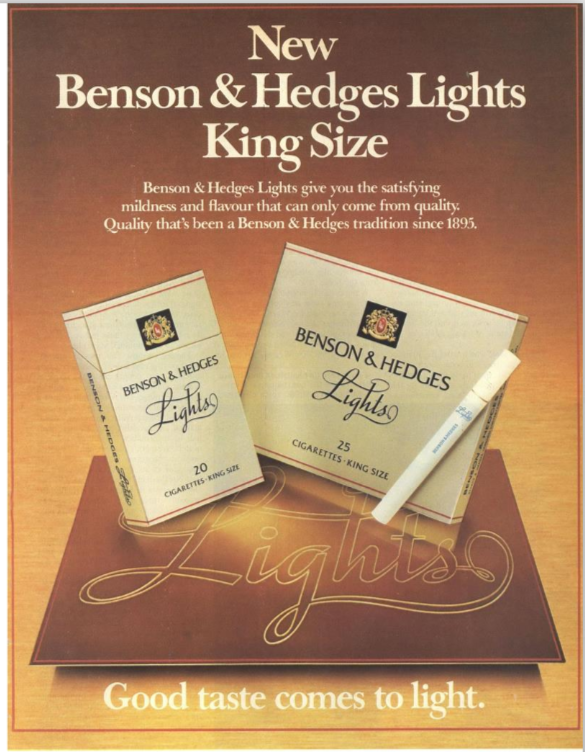 New
Benson & Hedges Lights
King Size
Benson & Hedges Lights give you the satisfying
mildness and flavour that can only come from quality.
Quality that's been a Benson & Hedges tradition since 1895.
BENSON & HEDGES
Lights
20
CIGARETTES · KING SIZE
BENSON & HEDGES Lights
BENSON & HEDGES
Lights
25
CIGARETTES · KING SIZE
BENSON & HEDGES
Lights
Good taste comes to light.